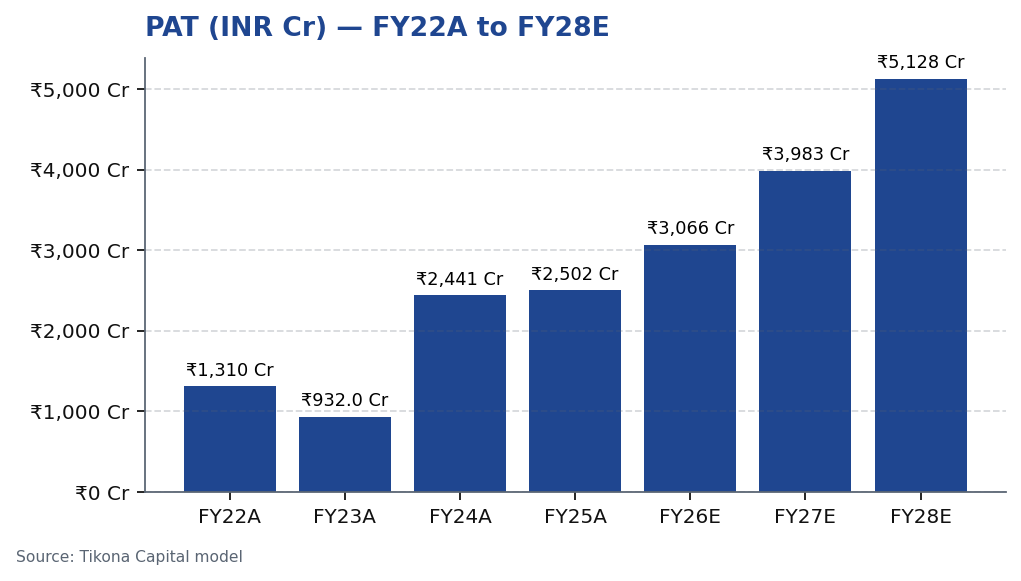 PAT (INR Cr) — FY22A to FY28E
₹5,000 Cr
₹4,000 Cr
₹3,000 Cr
₹2,000 Cr
₹1,000 Cr
₹0 Cr
₹1,310 Cr
₹932.0 Cr
₹2,441 Cr
₹2,502 Cr
₹3,066 Cr
₹3,983 Cr
₹5,128 Cr
FY22A FY23A FY24A FY25A FY26E FY27E FY28E
Source: Tikona Capital model